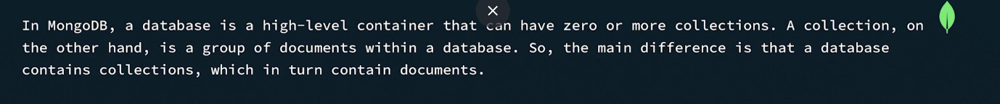 In MongoDB, a database is a high-level container that can have zero or more collections. A collection, on
the other hand, is a group of documents within a database. So, the main difference is that a database
contains collections, which in turn contain documents.